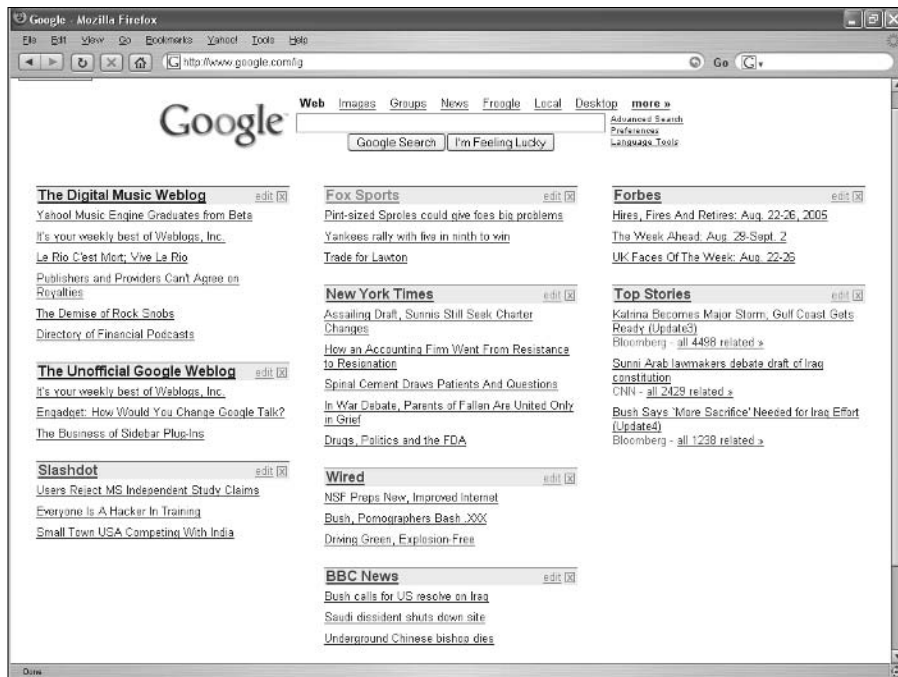 Google - Mozilla Firefox
File Edit View Go Bookmarks Yahoo! Tools Help
http://www.google.com/ig
Go
G
Web Images Groups News Froogle Local Desktop more »
Google
Advanced Search
Preferences
Language Tools
Google Search I'm Feeling Lucky
The Digital Music Weblog edit
Yahoo! Music Engine Graduates from Beta
It's your weekly best of Weblogs, Inc.
Le Rio C'est Mort; Vive Le Rio
Publishers and Providers Can't Agree on
Royalties
The Demise of Rock Snobs
Directory of Financial Podcasts
The Unofficial Google Weblog edit
It's your weekly best of Weblogs, Inc.
Engadget: How Would You Change Google Talk?
The Business of Sidebar Plug-Ins
Slashdot edit
Users Reject MS Independent Study Claims
Everyone Is A Hacker In Training
Small Town USA Competing With India
Fox Sports edit
Pint-sized Sproles could give foes big problems
Yankees rally with five in ninth to win
Trade for Lawton
New York Times edit
Assailing Draft, Sunnis Still Seek Charter
Changes
How an Accounting Firm Went From Resistance
to Resignation
Spinal Cement Draws Patients And Questions
In War Debate, Parents of Fallen Are United Only
in Grief
Drugs, Politics and the FDA
Wired edit
NSF Preps New, Improved Internet
Bush, Pornographers Bash .XXX
Driving Green, Explosion-Free
BBC News edit
Bush calls for US resolve on Iraq
Saudi dissident shuts down site
Underground Chinese bishop dies
Forbes edit
Hires, Fires And Retires: Aug. 22-26, 2005
The Week Ahead: Aug. 29-Sept. 2
UK Faces Of The Week: Aug. 22-26
Top Stories edit
Katrina Becomes Major Storm, Gulf Coast Gets
Ready (Update3)
Bloomberg - all 4498 related »
Sunni Arab lawmakers debate draft of Iraq
constitution
CNN - all 2429 related »
Bush Says `More Sacrifice' Needed for Iraq Effort
(Update4)
Bloomberg - all 1238 related »
Done